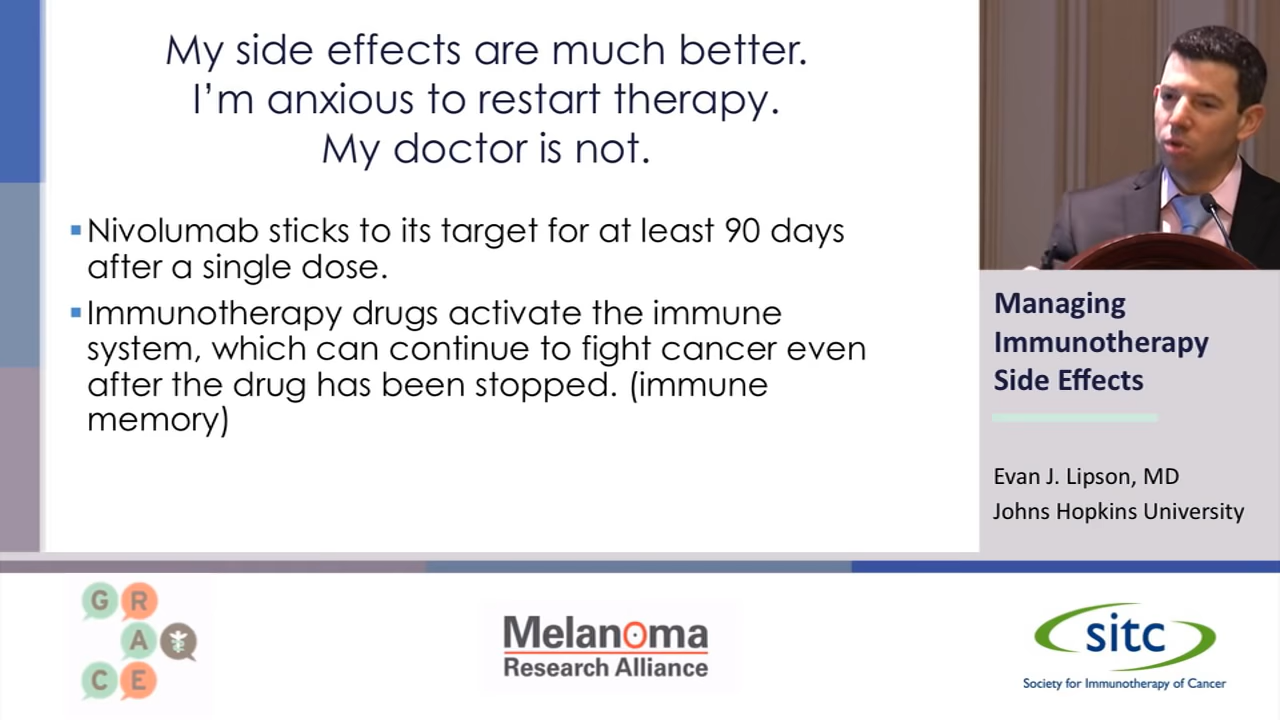 My side effects are much better.
I'm anxious to restart therapy.
My doctor is not.
Nivolumab sticks to its target for at least 90 days
after a single dose.
Immunotherapy drugs activate the immune
system, which can continue to fight cancer even
after the drug has been stopped. (immune
memory)
Managing
Immunotherapy
Side Effects
Evan J. Lipson, MD
Johns Hopkins University
G R
A
C E
Melanoma
Research Alliance
sitc
Society for Immunotherapy of Cancer